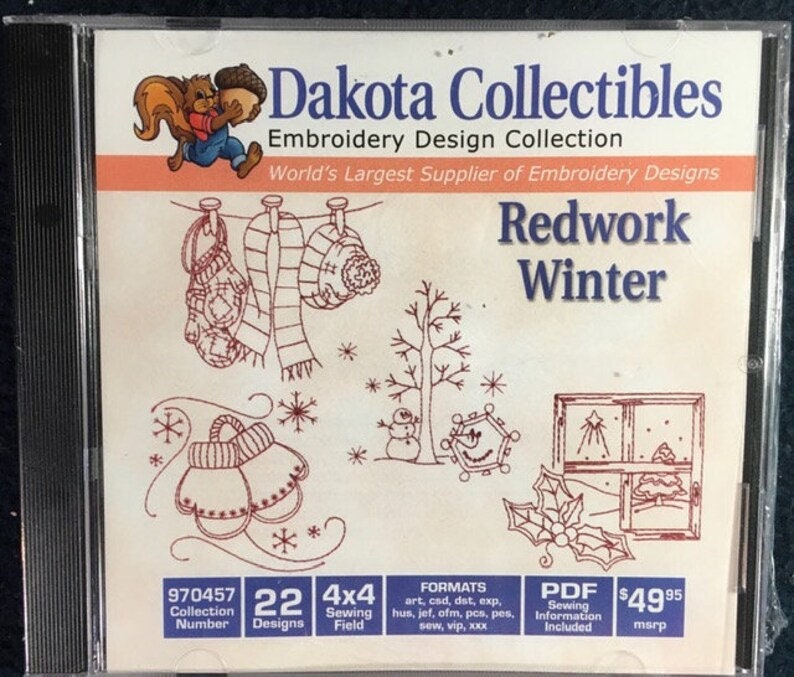 Dakota Collectibles
Embroidery Design Collection
World's Largest Supplier of Embroidery Designs
Redwork
Winter
970457
Collection
Number
22
Designs
4x4
Sewing
Field
FORMATS
art, csd, dst, exp,
hus, jef, ofm, pcs, pes,
sew, vip, xxx
PDF
Sewing
Information
Included
$49.95
msrp